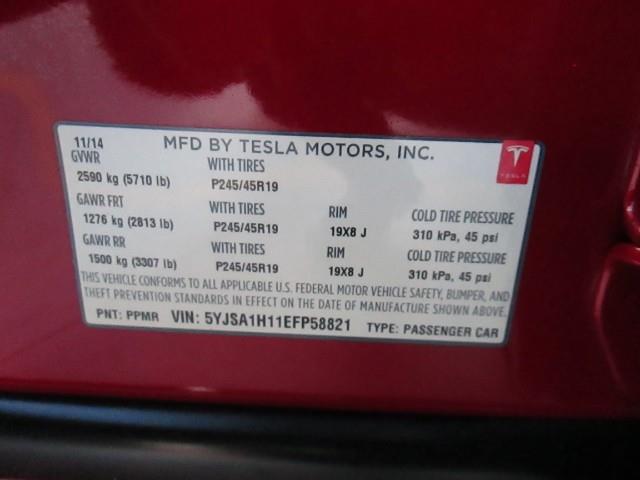 11/14 MFD BY TESLA MOTORS, INC.
GVWR WITH TIRES
TESLA
2590 kg (5710 lb) P245/45R19
GAWR FRT WITH TIRES RIM COLD TIRE PRESSURE
1276 kg (2813 lb) P245/45R19 19X8 J 310 kPa, 45 psi
GAWR RR WITH TIRES RIM COLD TIRE PRESSURE
1500 kg (3307 lb) P245/45R19 19X8 J 310 kPa, 45 psi
THIS VEHICLE CONFORMS TO ALL APPLICABLE U.S. FEDERAL MOTOR VEHICLE SAFETY, BUMPER, AND
THEFT PREVENTION STANDARDS IN EFFECT ON THE DATE OF MANUFACTURE SHOWN ABOVE.
PNT: PPMR VIN: 5YJSA1H11EFP58821 TYPE: PASSENGER CAR